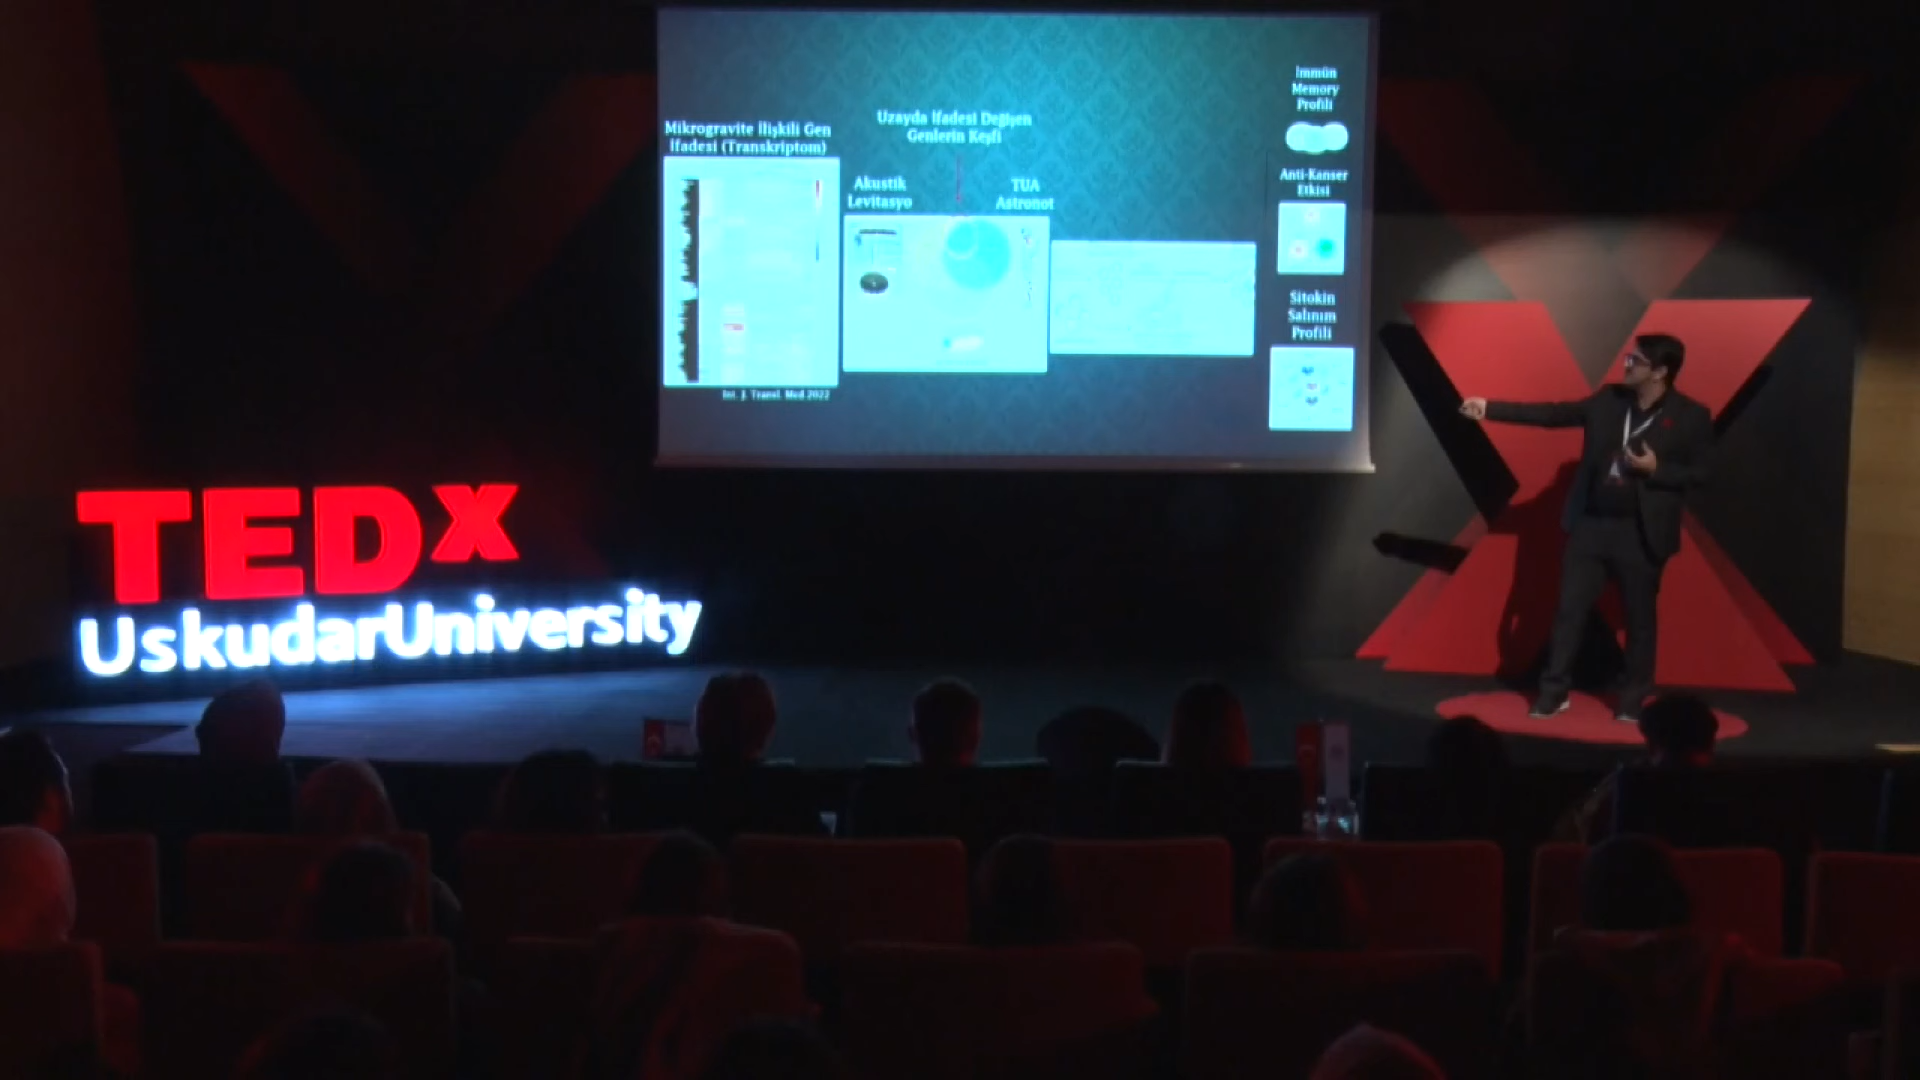 Mikrogravite İlişkili Gen
İfadesi (Transkriptom)
Int. J. Transl. Med 2022
Uzayda İfadesi Değişen
Genlerin Keşfi
Akustik
Levitasyo
TUA
Astronot
İmmün
Memory
Profili
Anti-Kanser
Etkisi
Sitokin
Salınım
Profili
TEDx
UskudarUniversity